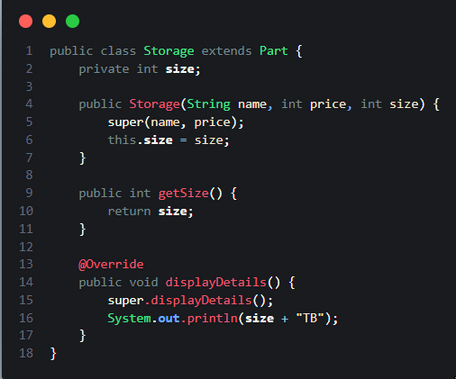 1 public class Storage extends Part {
2     private int size;
3
4     public Storage(String name, int price, int size) {
5         super(name, price);
6         this.size = size;
7     }
8
9     public int getSize() {
10         return size;
11     }
12
13     @Override
14     public void displayDetails() {
15         super.displayDetails();
16         System.out.println(size + "TB");
17     }
18 }